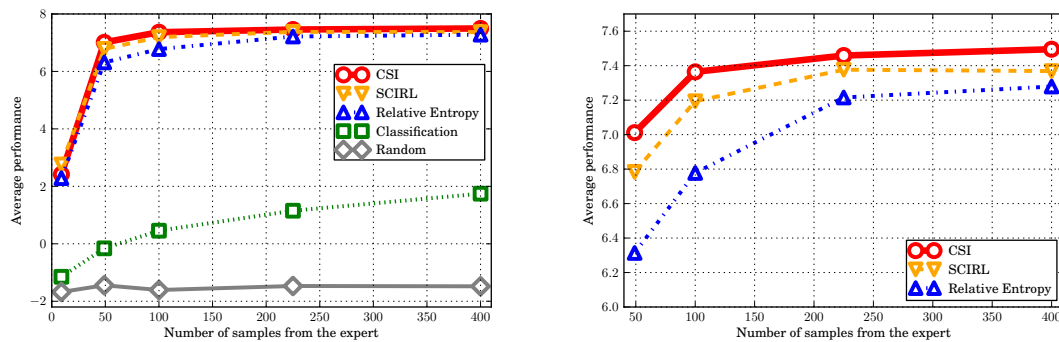 8
6
4
2
0
−2
0 50 100 150 200 250 300 350 400
Average performance
Number of samples from the expert
CSI
SCIRL
Relative Entropy
Classification
Random
7.6
7.4
7.2
7.0
6.8
6.6
6.4
6.2
6.0
50 100 150 200 250 300 350 400
Average performance
Number of samples from the expert
CSI
SCIRL
Relative Entropy